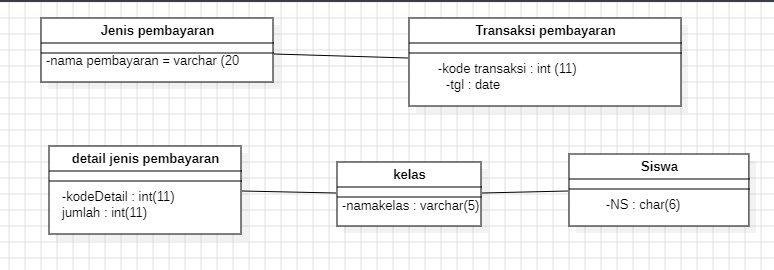 Jenis pembayaran
-nama pembayaran = varchar (20
Transaksi pembayaran
-kode transaksi : int (11)
-tgl : date
detail jenis pembayaran
-kodeDetail : int(11)
jumlah : int(11)
kelas
-namakelas : varchar(5)
Siswa
-NS : char(6)